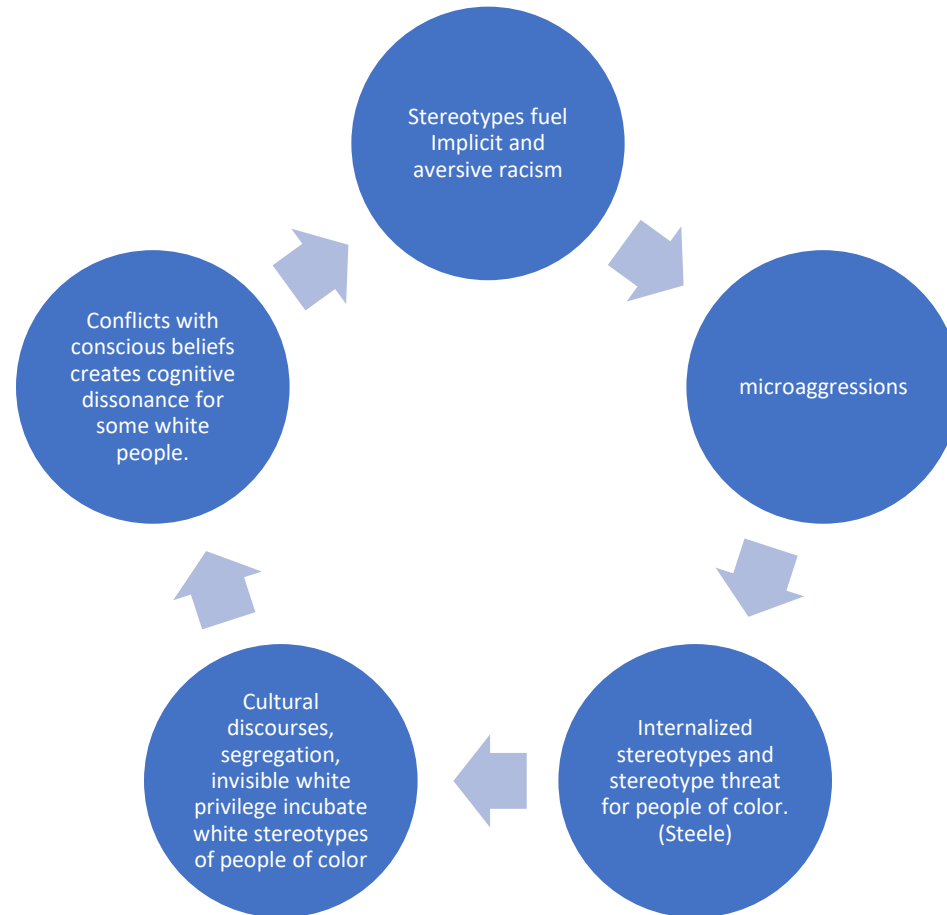 Stereotypes fuel
Implicit and
aversive racism
microaggressions
Internalized
stereotypes and
stereotype threat
for people of color.
(Steele)
Cultural
discourses,
segregation,
invisible white
privilege incubate
white stereotypes
of people of color
Conflicts with
conscious beliefs
creates cognitive
dissonance for
some white
people.